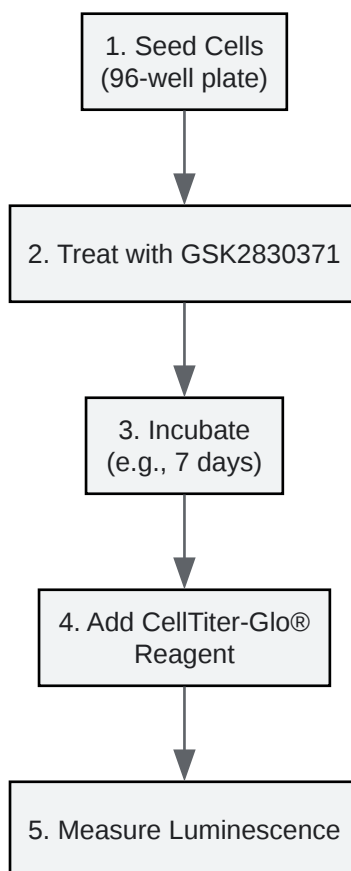 1. Seed Cells
(96-well plate)
2. Treat with GSK2830371
3. Incubate
(e.g., 7 days)
4. Add CellTiter-Glo®
Reagent
5. Measure Luminescence